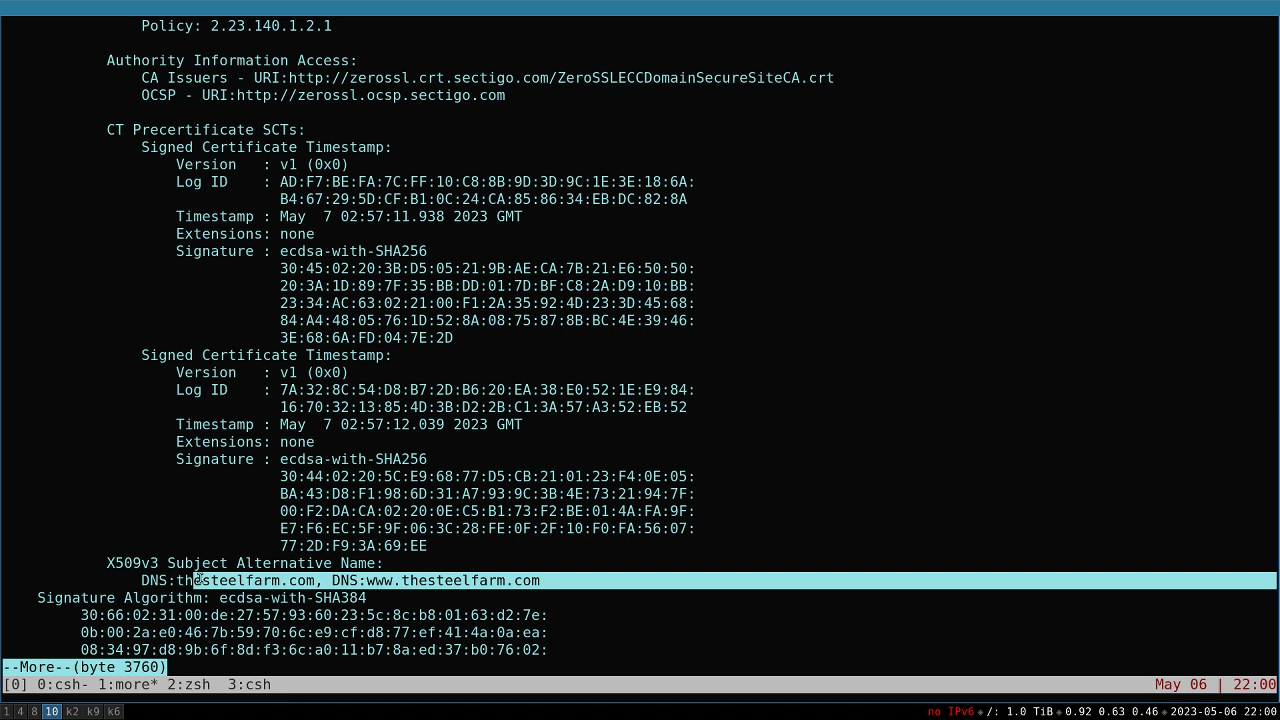 Policy: 2.23.140.1.2.1
Authority Information Access:
CA Issuers - URI:http://zerossl.crt.sectigo.com/ZeroSSLECCDomainSecureSiteCA.crt
OCSP - URI:http://zerossl.ocsp.sectigo.com
CT Precertificate SCTs:
Signed Certificate Timestamp:
Version   : v1 (0x0)
Log ID    : AD:F7:BE:FA:7C:FF:10:C8:8B:9D:3D:9C:1E:3E:18:6A:
B4:67:29:5D:CF:B1:0C:24:CA:85:86:34:EB:DC:82:8A
Timestamp : May  7 02:57:11.938 2023 GMT
Extensions: none
Signature : ecdsa-with-SHA256
30:45:02:20:3B:D5:05:21:9B:AE:CA:7B:21:E6:50:50:
20:3A:1D:89:7F:35:BB:DD:01:7D:BF:C8:2A:D9:10:BB:
23:34:AC:63:02:21:00:F1:2A:35:92:4D:23:3D:45:68:
84:A4:48:05:76:1D:52:8A:08:75:87:8B:BC:4E:39:46:
3E:68:6A:FD:04:7E:2D
Signed Certificate Timestamp:
Version   : v1 (0x0)
Log ID    : 7A:32:8C:54:D8:B7:2D:B6:20:EA:38:E0:52:1E:E9:84:
16:70:32:13:85:4D:3B:D2:2B:C1:3A:57:A3:52:EB:52
Timestamp : May  7 02:57:12.039 2023 GMT
Extensions: none
Signature : ecdsa-with-SHA256
30:44:02:20:5C:E9:68:77:D5:CB:21:01:23:F4:0E:05:
BA:43:D8:F1:98:6D:31:A7:93:9C:3B:4E:73:21:94:7F:
00:F2:DA:CA:02:20:0E:C5:B1:73:F2:BE:01:4A:FA:9F:
E7:F6:EC:5F:9F:06:3C:28:FE:0F:2F:10:F0:FA:56:07:
77:2D:F9:3A:69:EE
X509v3 Subject Alternative Name:
DNS:thesteelfarm.com, DNS:www.thesteelfarm.com
Signature Algorithm: ecdsa-with-SHA384
30:66:02:31:00:de:27:57:93:60:23:5c:8c:b8:01:63:d2:7e:
0b:00:2a:e0:46:7b:59:70:6c:e9:cf:d8:77:ef:41:4a:0a:ea:
08:34:97:d8:9b:6f:8d:f3:6c:a0:11:b7:8a:ed:37:b0:76:02:
--More--(byte 3760)
[0] 0:csh- 1:more* 2:zsh  3:csh May 06 | 22:00
1 4 8 10 k2 k9 k6 no IPv6 /: 1.0 TiB 0.92 0.63 0.46 2023-05-06 22:00